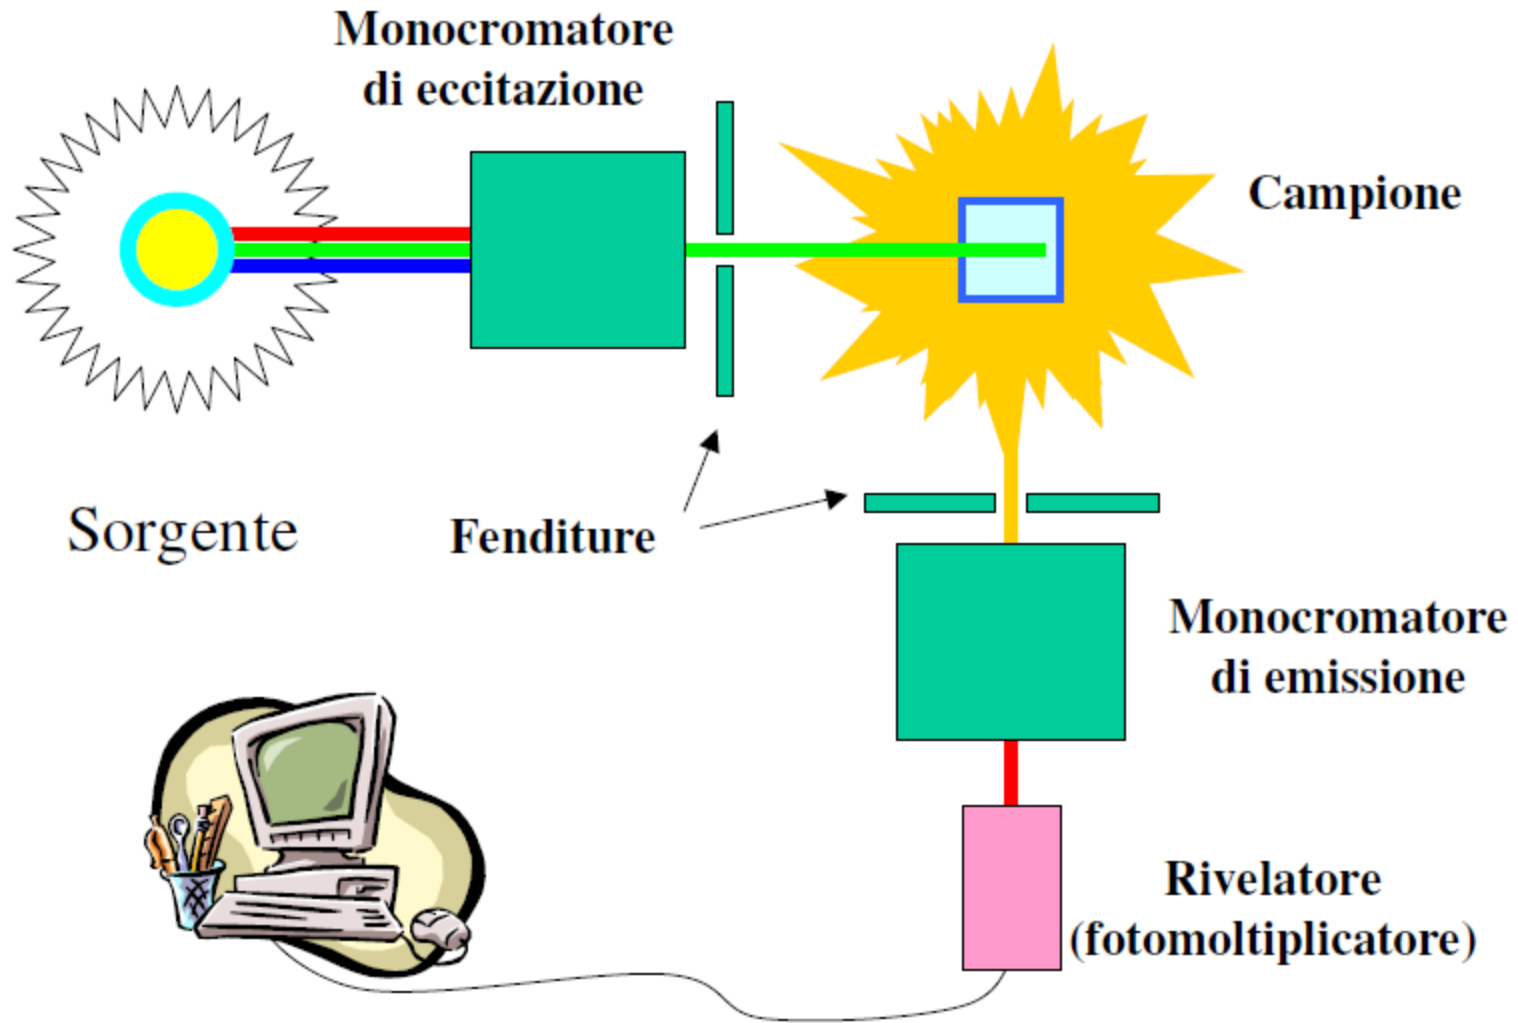 Monocromatore
di eccitazione
Campione
Sorgente
Fenditure
Monocromatore
di emissione
Rivelatore
(fotomoltiplicatore)